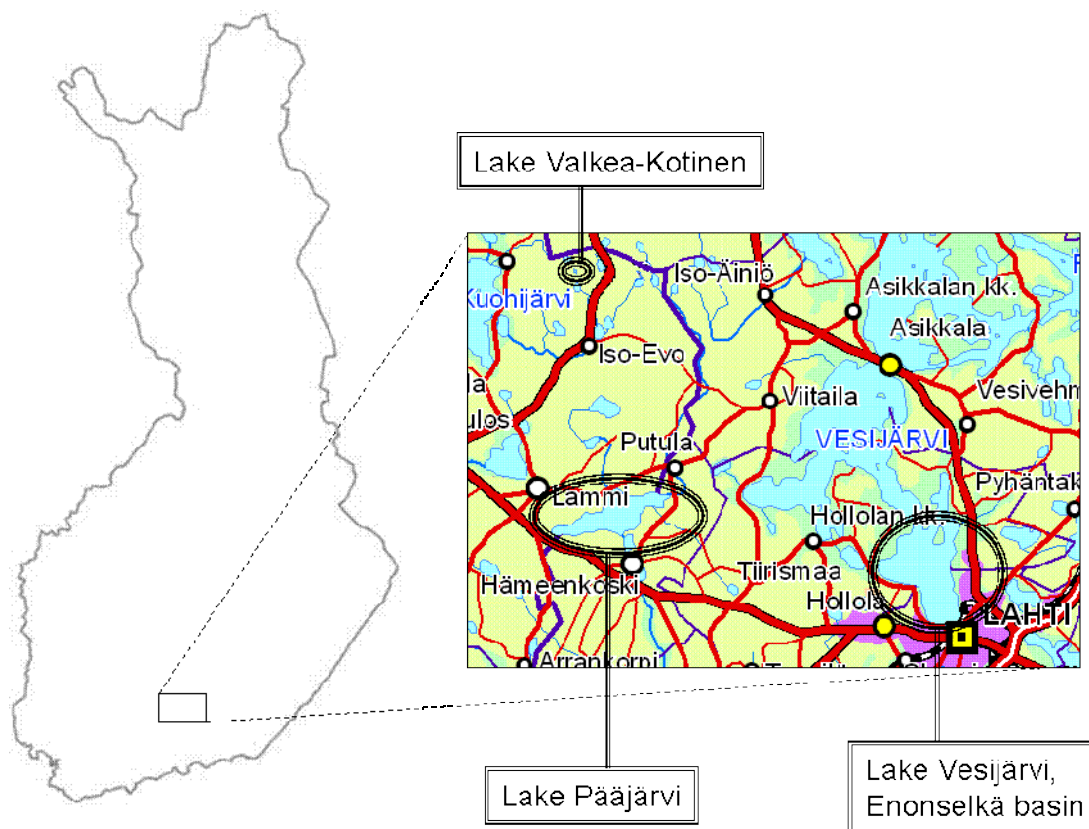 Lake Valkea-Kotinen
Iso-Äiniö
Asikkalan kk.
Kuohijärvi
Asikkala
Iso-Evo
Viitaila
Vesivehm
VESIJÄRVI
Putula
Pyhäntak
Lammi
Hollolan kk.
Tiirismaa
Hämeenkoski
Hollola
LAHTI
Arrankorpi
Lake Pääjärvi
Lake Vesijärvi,
Enonselkä basin